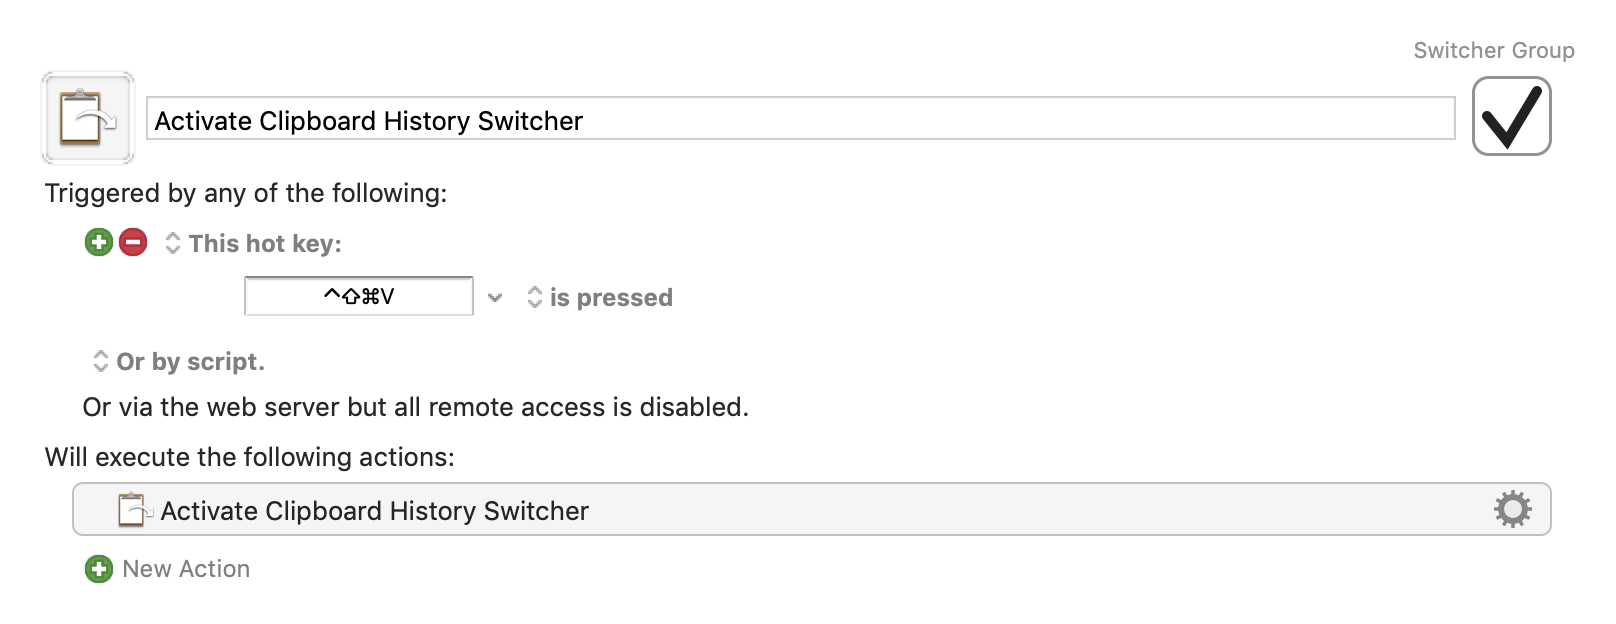 Switcher Group
Activate Clipboard History Switcher
Triggered by any of the following:
This hot key:
^⇧⌘V
is pressed
Or by script.
Or via the web server but all remote access is disabled.
Will execute the following actions:
Activate Clipboard History Switcher
New Action